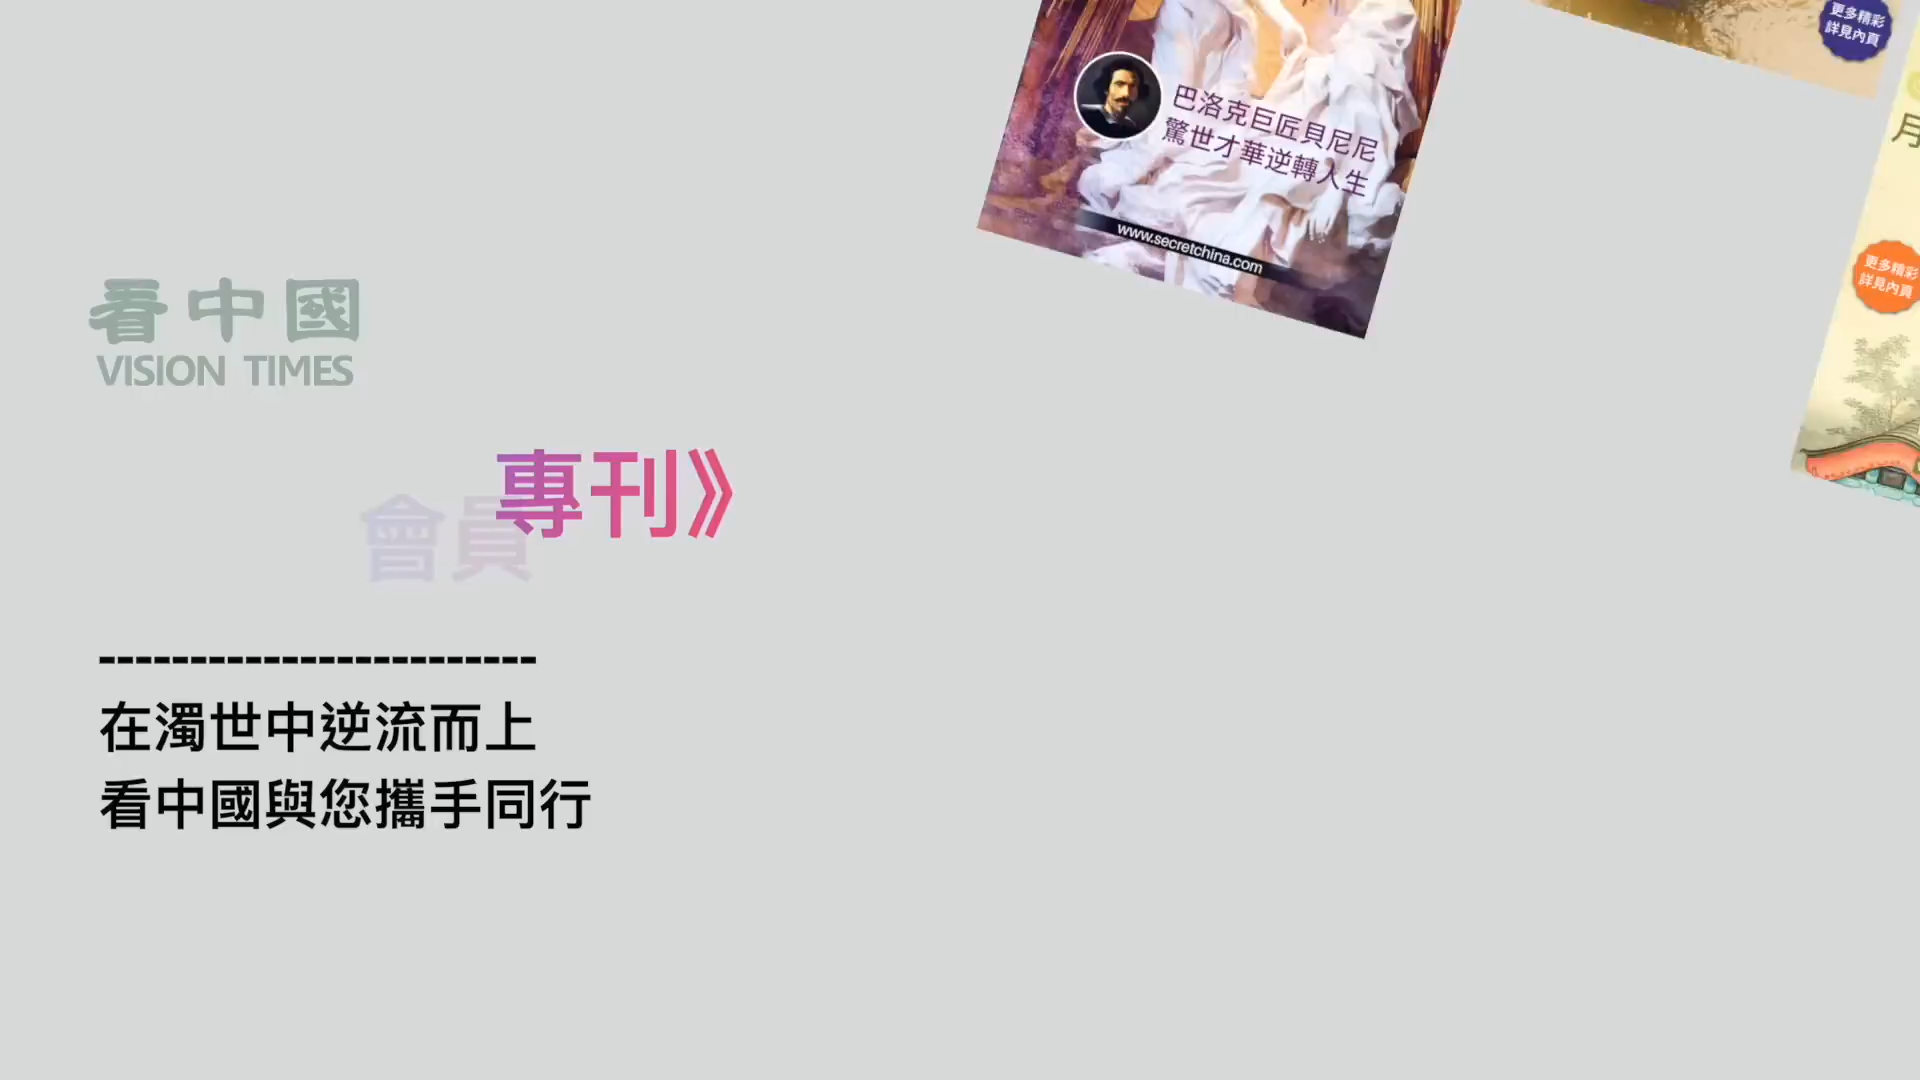 看中國
VISION TIMES
會員
專刊》
-------------------------
在濁世中逆流而上
看中國與您攜手同行
巴洛克巨匠貝尼尼
驚世才華逆轉人生
www.secretchina.com
更多精彩
詳見內頁
月
更多精彩
詳見內頁